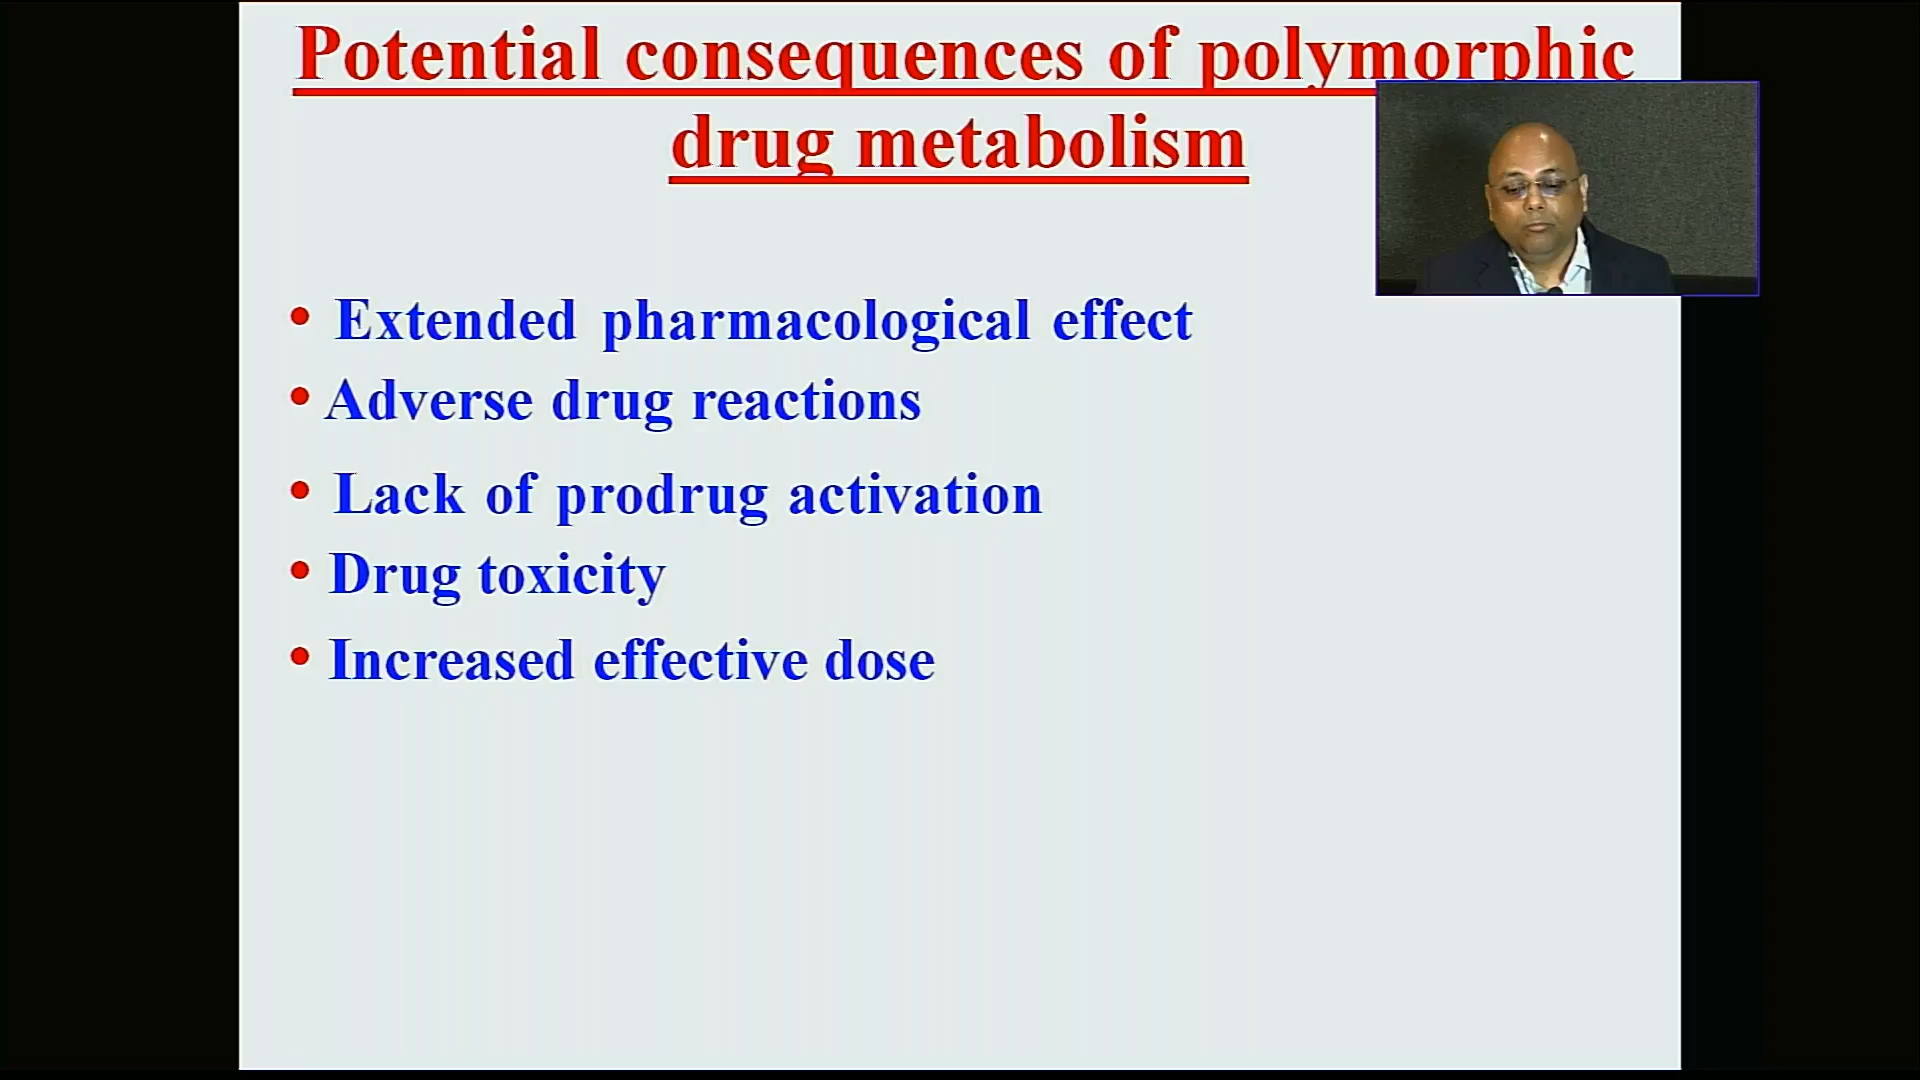 Potential consequences of polymorphic
drug metabolism
• Extended pharmacological effect
• Adverse drug reactions
• Lack of prodrug activation
• Drug toxicity
• Increased effective dose